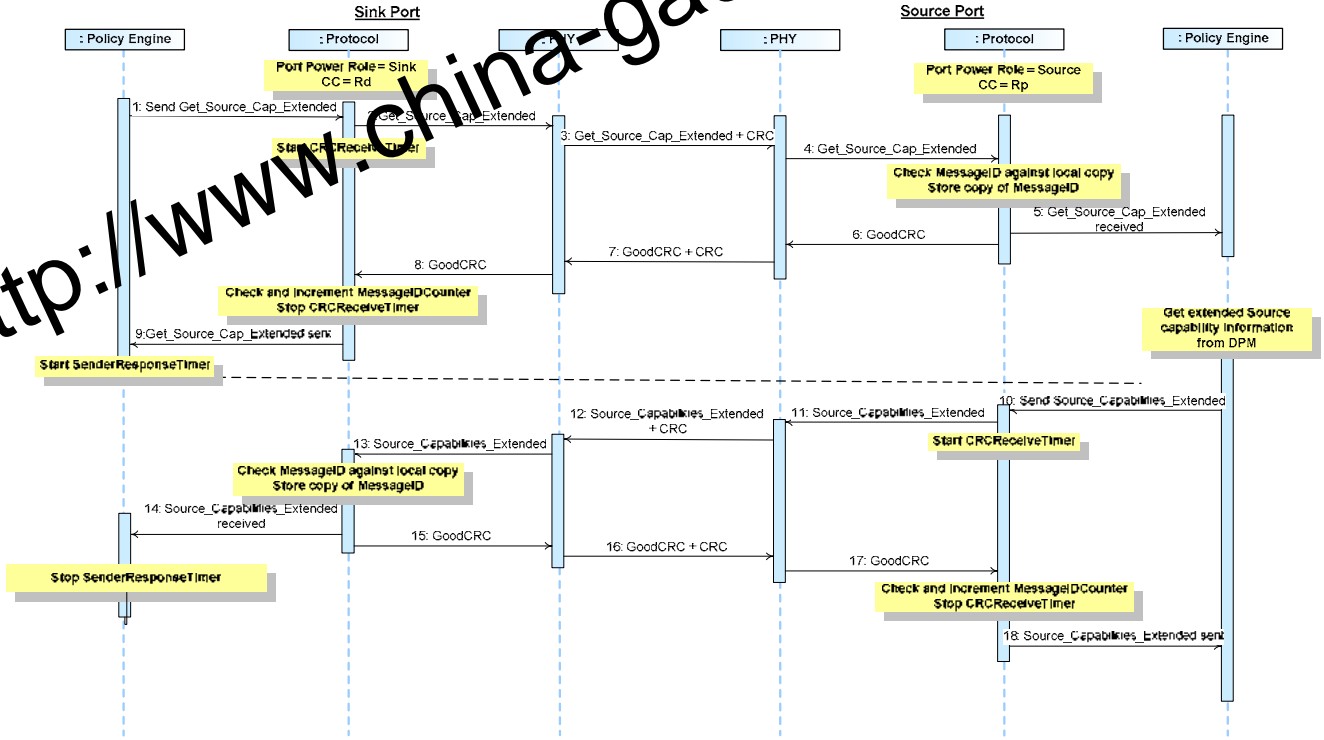 Sink Port
Source Port
: Policy Engine
: Protocol
: PHY
: PHY
: Protocol
: Policy Engine
Port Power Role = Sink
CC = Rd
Port Power Role = Source
CC = Rp
1: Send Get_Source_Cap_Extended
2: Get_Source_Cap_Extended
Start CRCReceiveTimer
3: Get_Source_Cap_Extended + CRC
4: Get_Source_Cap_Extended
Check MessageID against local copy
Store copy of MessageID
5: Get_Source_Cap_Extended
received
6: GoodCRC
7: GoodCRC + CRC
8: GoodCRC
Check and increment MessageIDCounter
Stop CRCReceiveTimer
9:Get_Source_Cap_Extended sent
Start SenderResponseTimer
Get extended Source
capability information
from DPM
10: Send Source_Capabilities_Extended
11: Source_Capabilities_Extended
Start CRCReceiveTimer
12: Source_Capabilities_Extended
+ CRC
13: Source_Capabilities_Extended
Check MessageID against local copy
Store copy of MessageID
14: Source_Capabilities_Extended
received
15: GoodCRC
16: GoodCRC + CRC
17: GoodCRC
Stop SenderResponseTimer
Check and increment MessageIDCounter
Stop CRCReceiveTimer
18: Source_Capabilities_Extended sent
ttp://www.china-ga